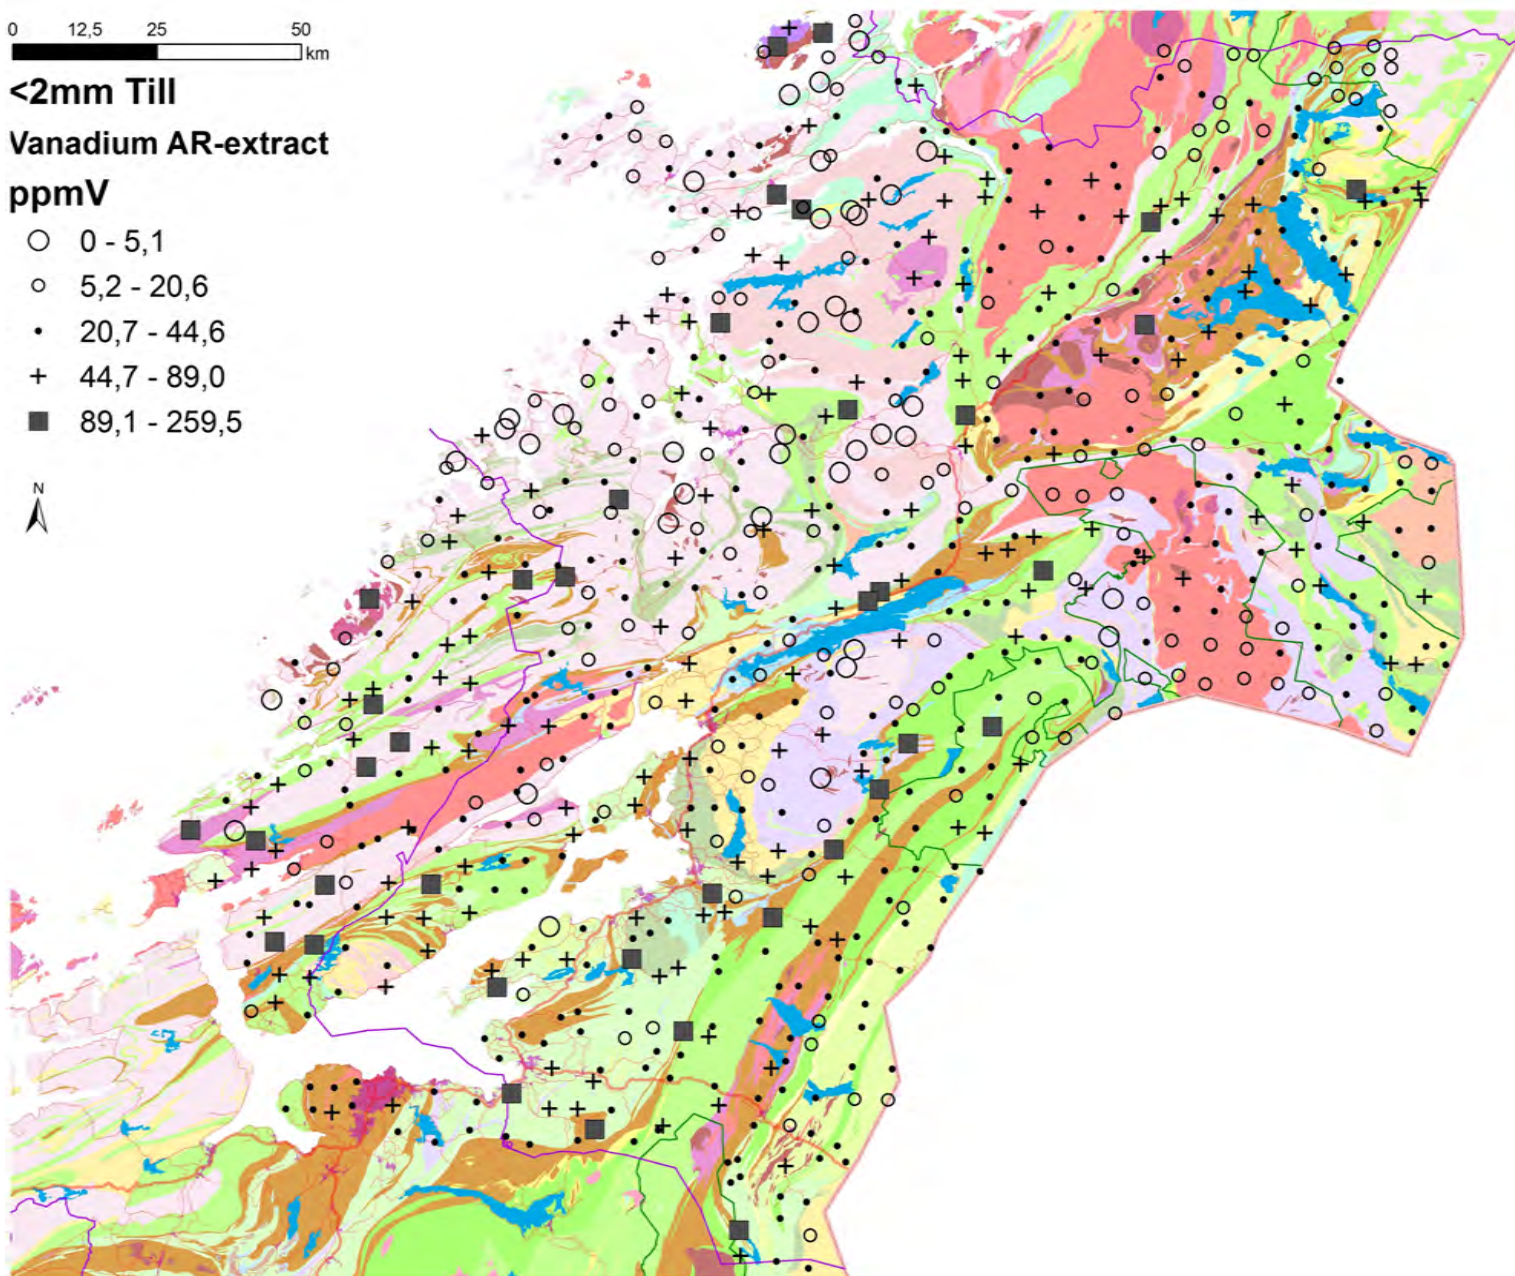 0 12,5 25 50
km
<2mm Till
Vanadium AR-extract
ppmV
0 - 5,1
5,2 - 20,6
20,7 - 44,6
44,7 - 89,0
89,1 - 259,5
N